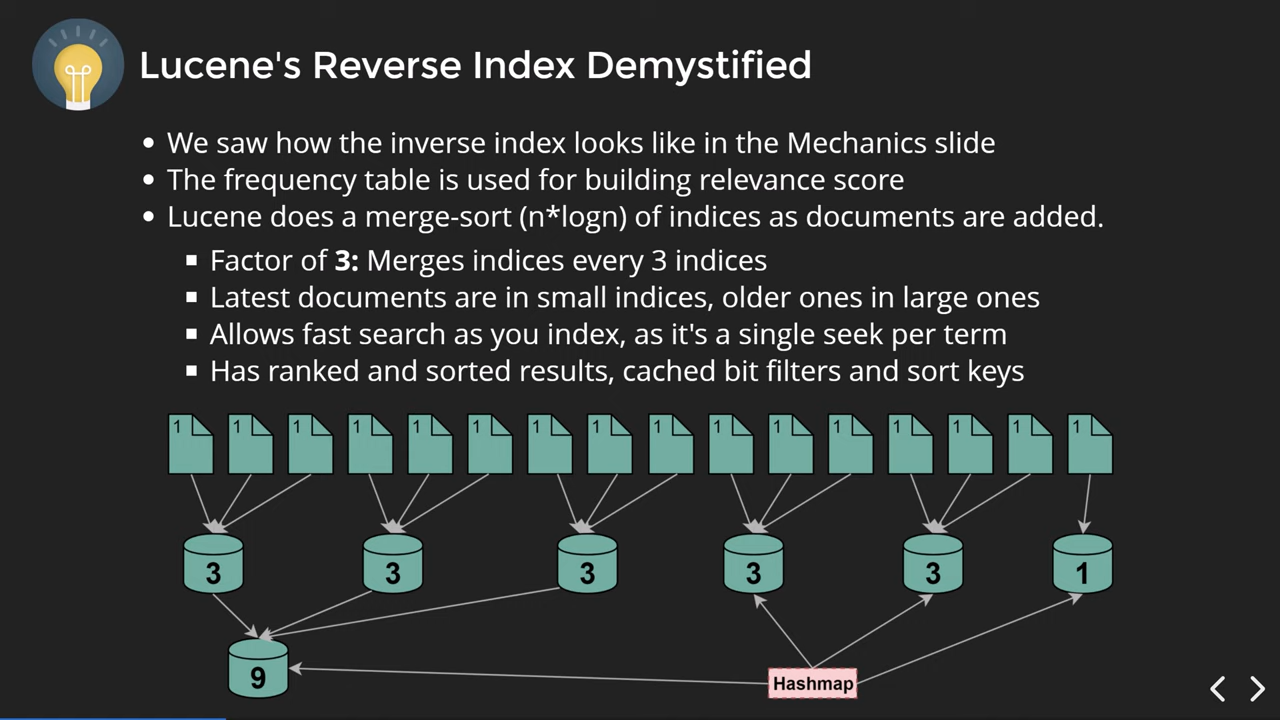 Lucene's Reverse Index Demystified
We saw how the inverse index looks like in the Mechanics slide
The frequency table is used for building relevance score
Lucene does a merge-sort (n*logn) of indices as documents are added.
Factor of 3: Merges indices every 3 indices
Latest documents are in small indices, older ones in large ones
Allows fast search as you index, as it's a single seek per term
Has ranked and sorted results, cached bit filters and sort keys
1 1 1 1 1 1 1 1 1 1 1 1 1 1 1 1
3 3 3 3 3 1
9 Hashmap